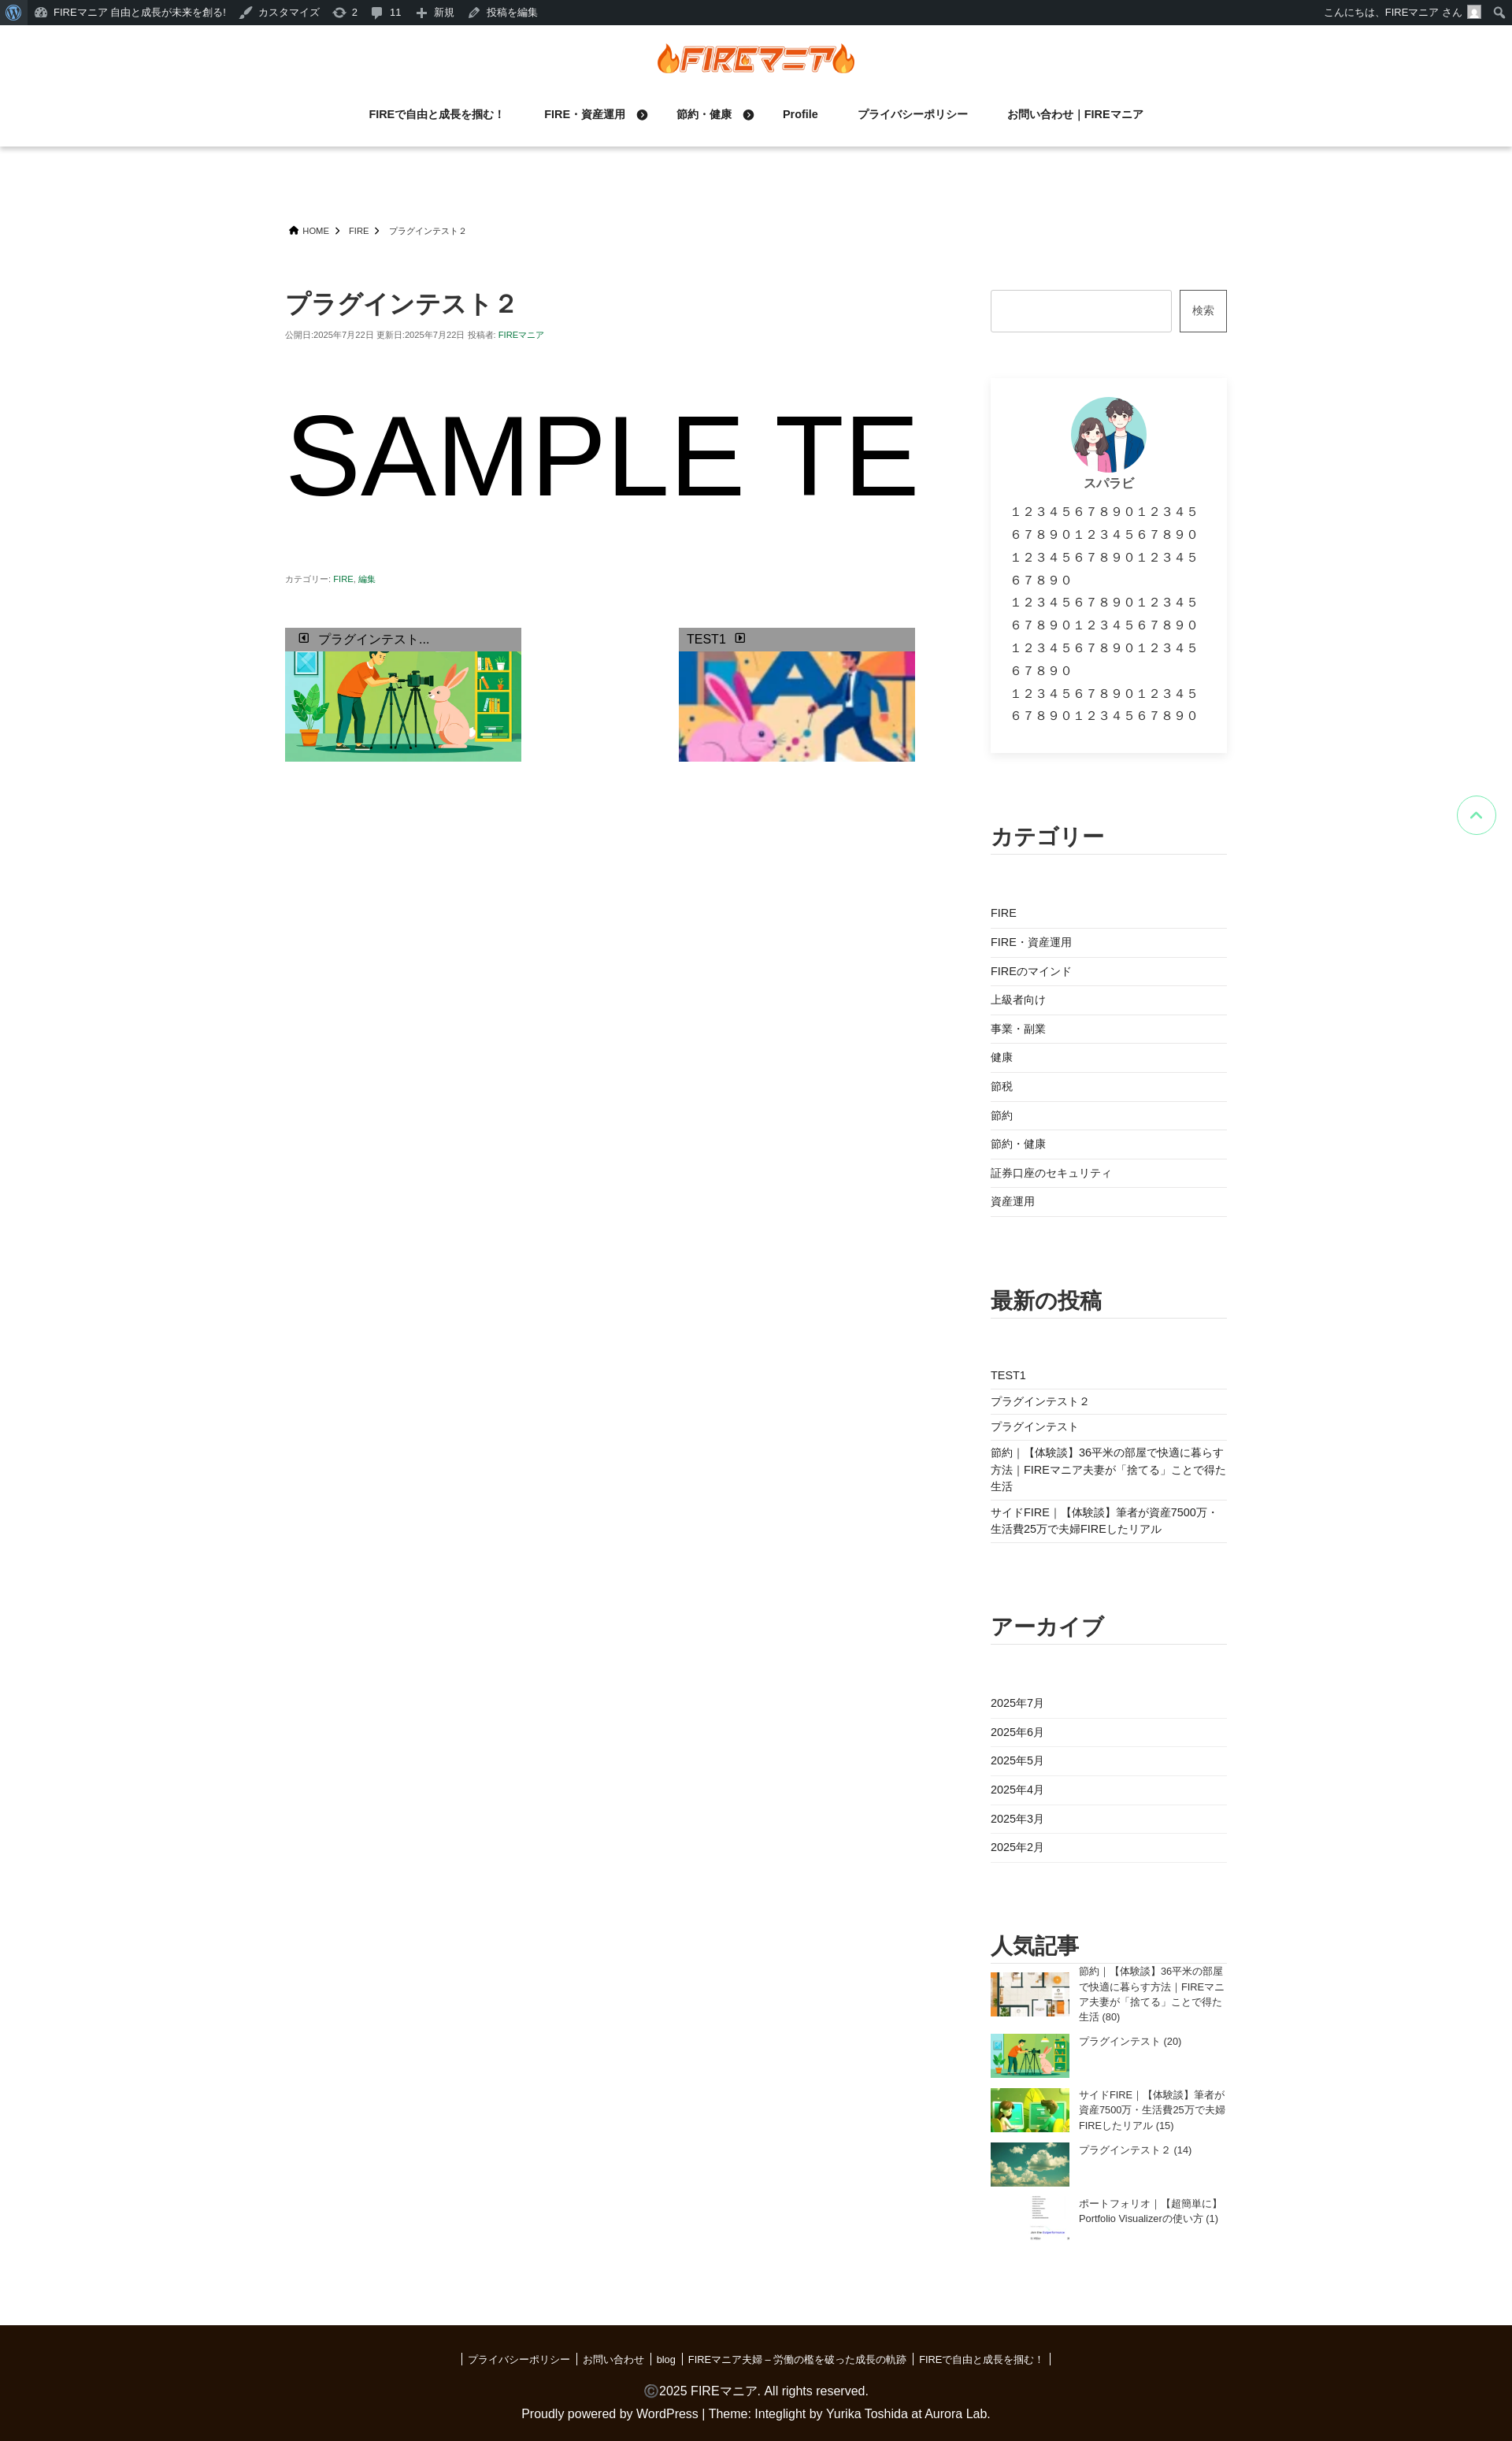 FIREマニア 自由と成長が未来を創る! カスタマイズ 2 11 新規 投稿を編集 こんにちは、FIREマニア さん
FIREマニア
FIREで自由と成長を掴む！ FIRE・資産運用 節約・健康 Profile プライバシーポリシー お問い合わせ｜FIREマニア
HOME FIRE プラグインテスト２
プラグインテスト２
公開日:2025年7月22日 更新日:2025年7月22日 投稿者: FIREマニア
SAMPLE TE
カテゴリー: FIRE, 編集
プラグインテスト...
TEST1
検索
スパラビ
１２３４５６７８９０１２３４５
６７８９０１２３４５６７８９０
１２３４５６７８９０１２３４５
６７８９０
１２３４５６７８９０１２３４５
６７８９０１２３４５６７８９０
１２３４５６７８９０１２３４５
６７８９０
１２３４５６７８９０１２３４５
６７８９０１２３４５６７８９０
カテゴリー
FIRE
FIRE・資産運用
FIREのマインド
上級者向け
事業・副業
健康
節税
節約
節約・健康
証券口座のセキュリティ
資産運用
最新の投稿
TEST1
プラグインテスト２
プラグインテスト
節約｜【体験談】36平米の部屋で快適に暮らす
方法｜FIREマニア夫妻が「捨てる」ことで得た
生活
サイドFIRE｜【体験談】筆者が資産7500万・
生活費25万で夫婦FIREしたリアル
アーカイブ
2025年7月
2025年6月
2025年5月
2025年4月
2025年3月
2025年2月
人気記事
節約｜【体験談】36平米の部屋
で快適に暮らす方法｜FIREマニ
ア夫妻が「捨てる」ことで得た
生活 (80)
プラグインテスト (20)
サイドFIRE｜【体験談】筆者が
資産7500万・生活費25万で夫婦
FIREしたリアル (15)
プラグインテスト２ (14)
ポートフォリオ｜【超簡単に】
Portfolio Visualizerの使い方 (1)
プライバシーポリシー お問い合わせ blog FIREマニア夫婦 – 労働の檻を破った成長の軌跡 FIREで自由と成長を掴む！
©2025 FIREマニア. All rights reserved.
Proudly powered by WordPress | Theme: Integlight by Yurika Toshida at Aurora Lab.